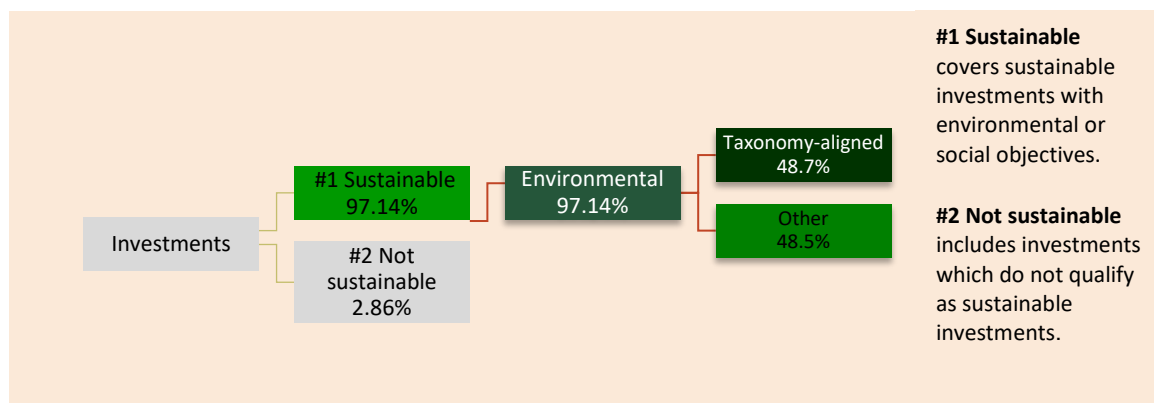 Investments
#1 Sustainable
97.14%
#2 Not
sustainable
2.86%
Environmental
97.14%
Taxonomy-aligned
48.7%
Other
48.5%
#1 Sustainable
covers sustainable
investments with
environmental or
social objectives.
#2 Not sustainable
includes investments
which do not qualify
as sustainable
investments.